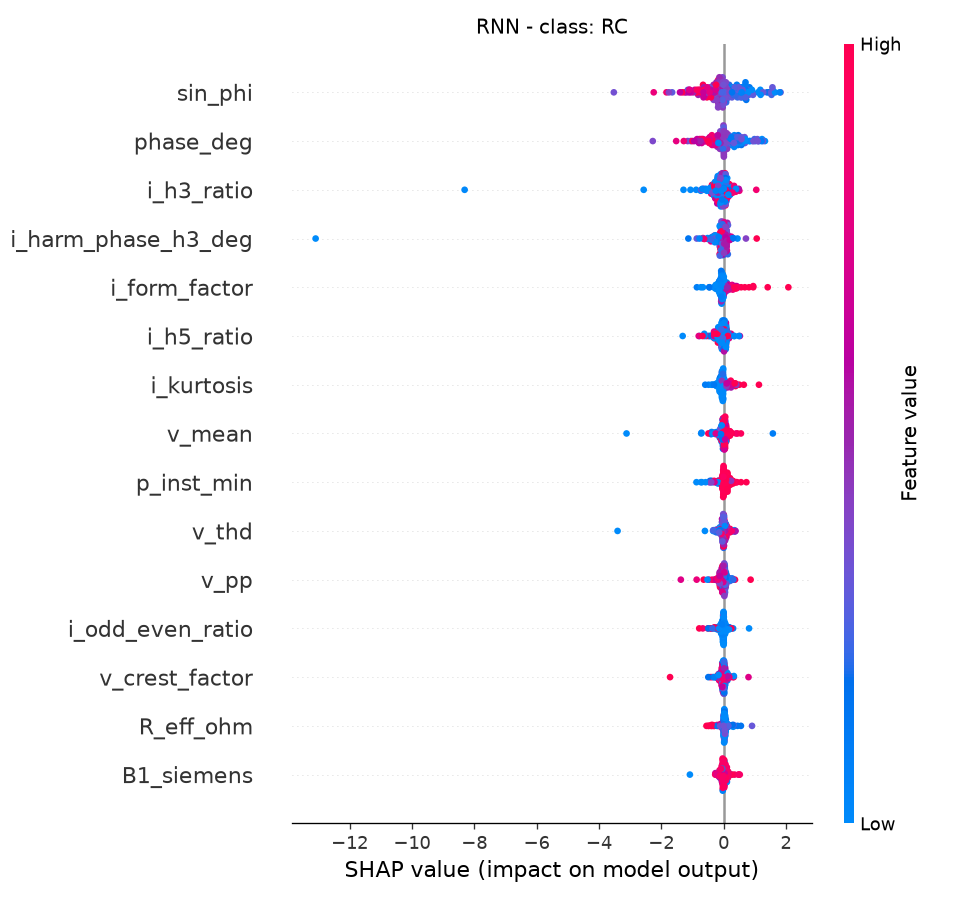 RNN - class: RC
High
sin_phi
phase_deg
i_h3_ratio
i_harm_phase_h3_deg
i_form_factor
i_h5_ratio
i_kurtosis
v_mean
p_inst_min
v_thd
v_pp
i_odd_even_ratio
v_crest_factor
R_eff_ohm
B1_siemens
Feature value
Low
−12 −10 −8 −6 −4 −2 0 2
SHAP value (impact on model output)